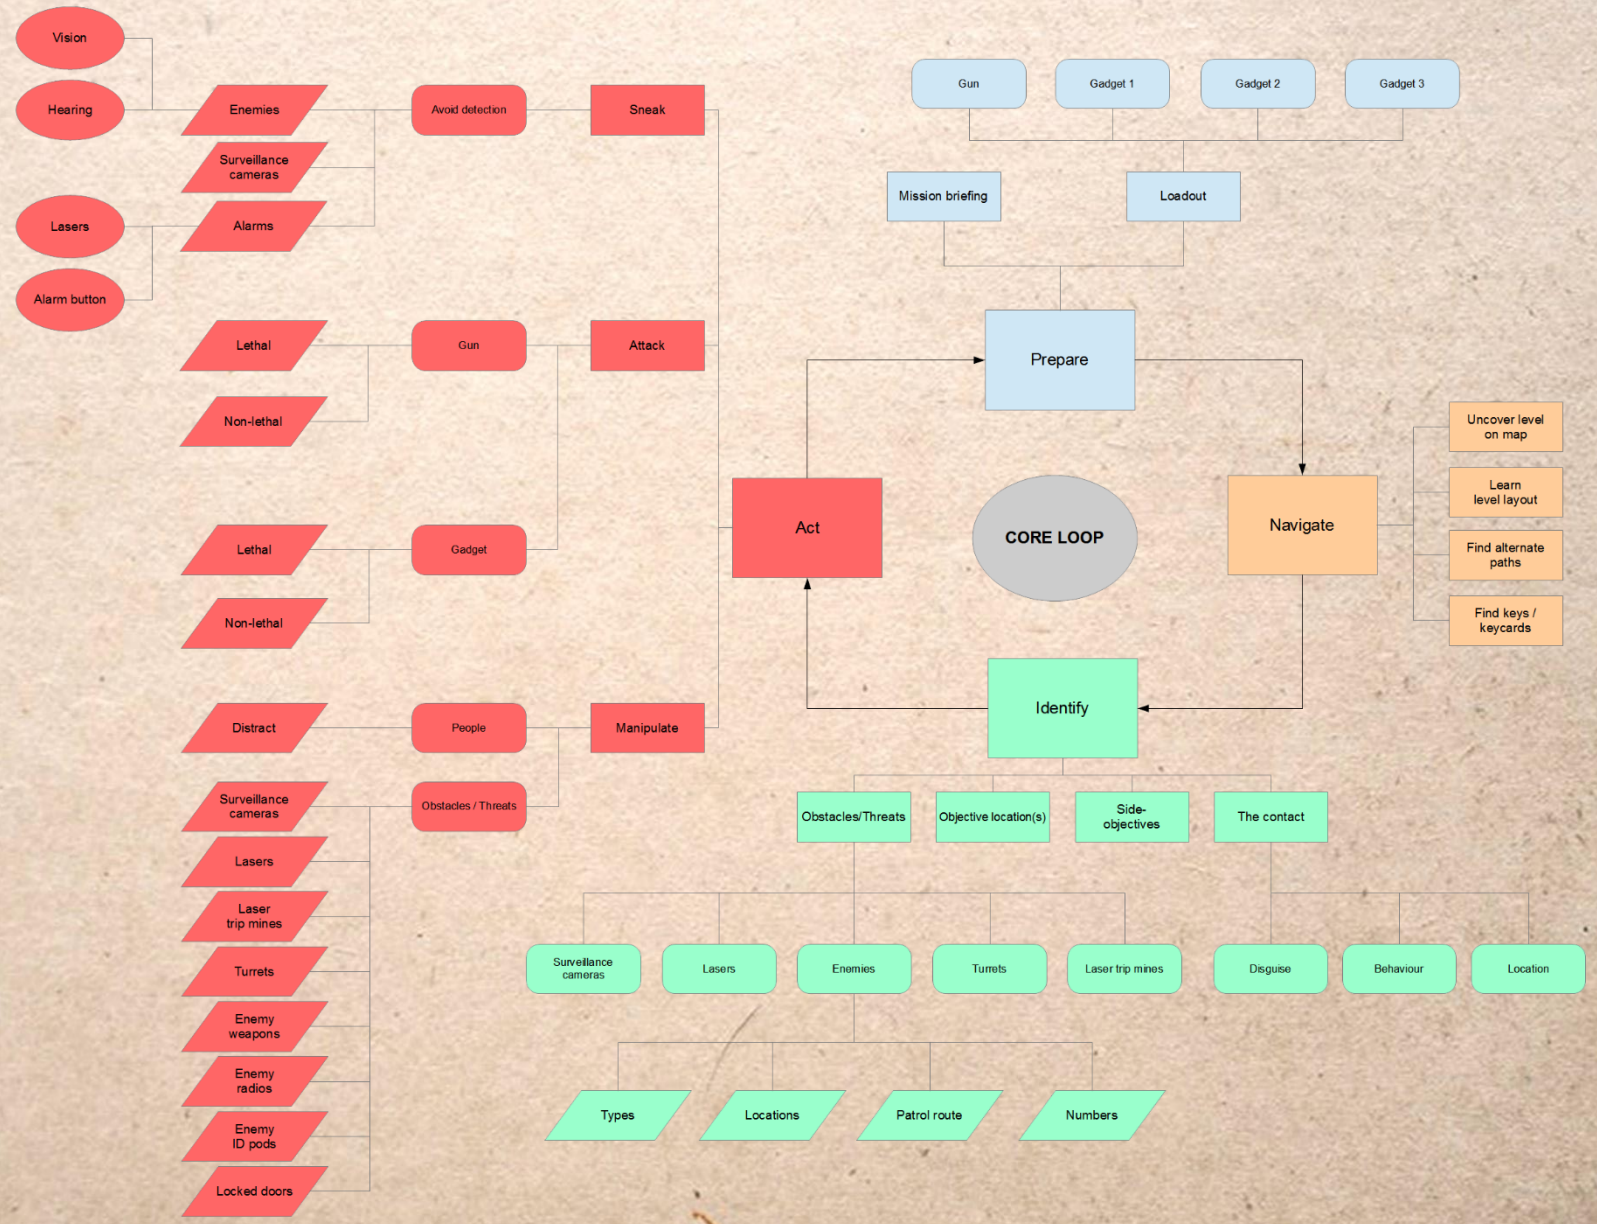 Vision
Hearing
Enemies
Surveillance
cameras
Avoid detection
Sneak
Lasers
Alarms
Alarm button
Lethal
Gun
Attack
Non-lethal
Lethal
Gadget
Non-lethal
Distract
People
Manipulate
Surveillance
cameras
Obstacles / Threats
Lasers
Laser
trip mines
Turrets
Enemy
weapons
Enemy
radios
Enemy
ID pods
Locked doors
Act
Gun
Gadget 1
Gadget 2
Gadget 3
Mission briefing
Loadout
Prepare
CORE LOOP
Navigate
Uncover level
on map
Learn
level layout
Find alternate
paths
Find keys /
keycards
Identify
Obstacles/Threats
Objective location(s)
Side-
objectives
The contact
Surveillance
cameras
Lasers
Enemies
Turrets
Laser trip mines
Disguise
Behaviour
Location
Types
Locations
Patrol route
Numbers